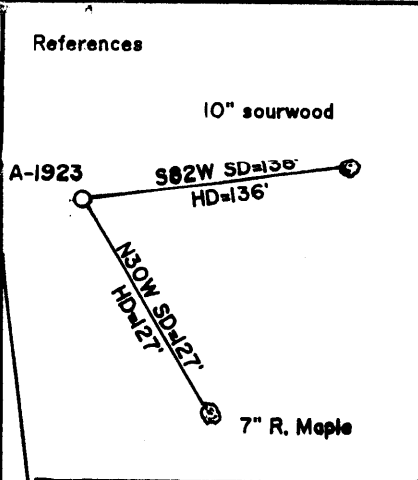 References
10" sourwood
A-1923
S82W SD=136'
HD=136'
N30W SD=127'
HD=127'
7" R. Maple